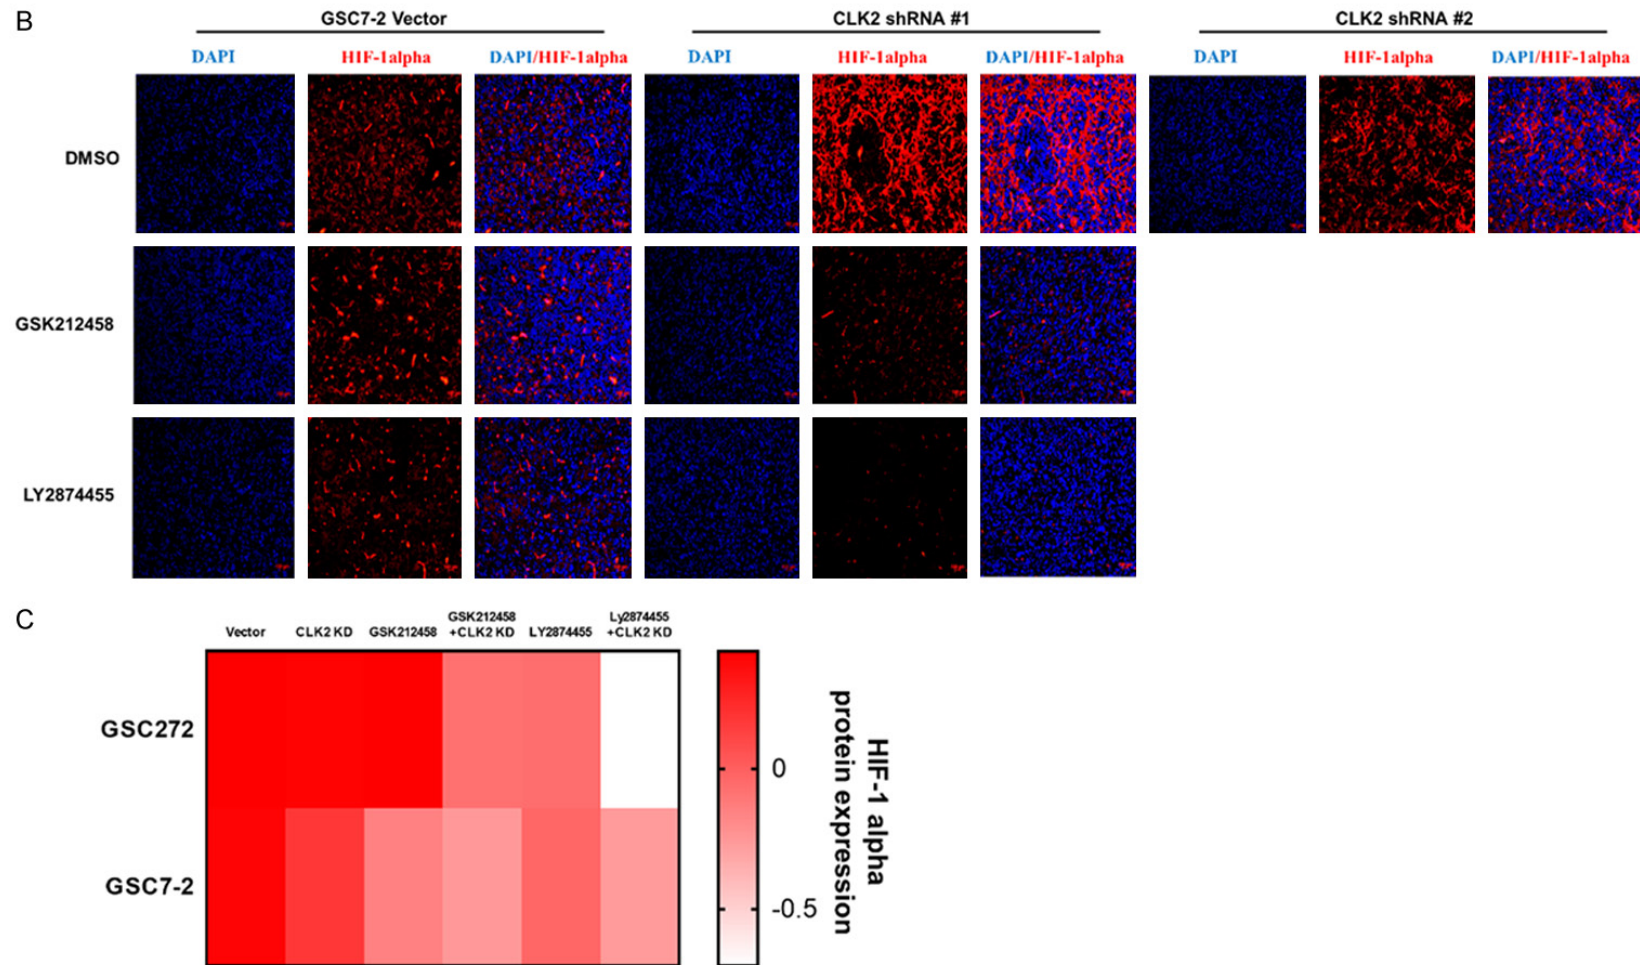 B
GSC7-2 Vector
CLK2 shRNA #1
CLK2 shRNA #2
DAPI
HIF-1alpha
DAPI/HIF-1alpha
DAPI
HIF-1alpha
DAPI/HIF-1alpha
DAPI
HIF-1alpha
DAPI/HIF-1alpha
DMSO
GSK212458
LY2874455
C
Vector
CLK2 KD
GSK212458
GSK212458
+CLK2 KD
LY2874455
Ly2874455
+CLK2 KD
GSC272
GSC7-2
0
-0.5
HIF-1 alpha
protein expression